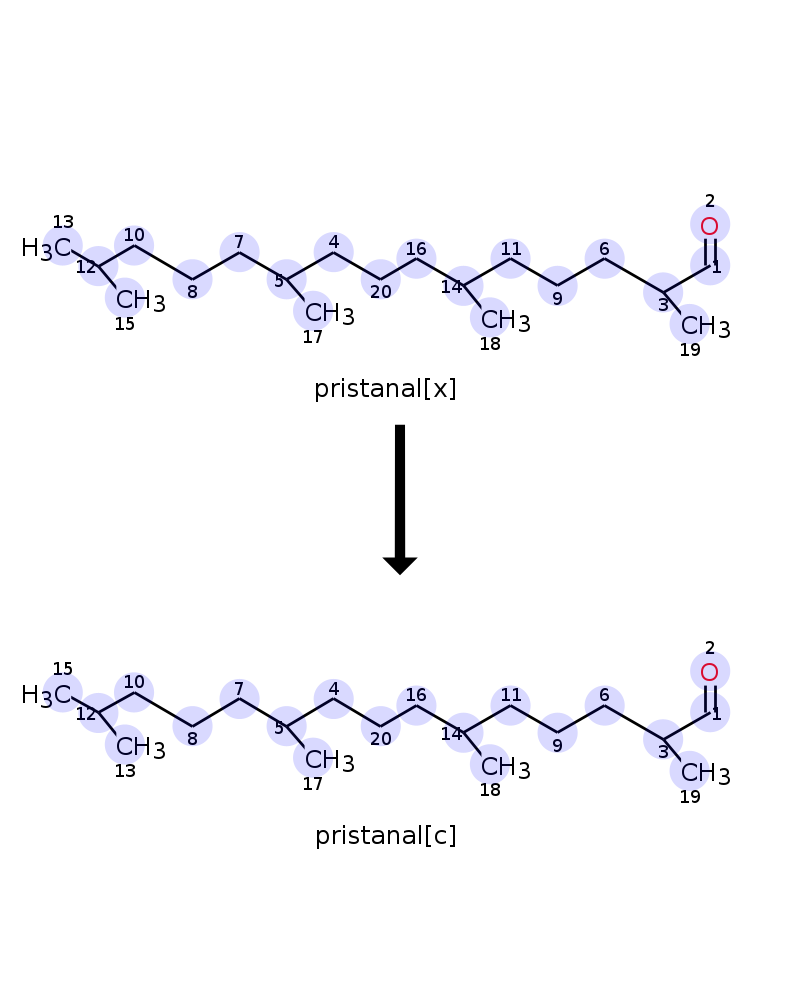 2
13 10 7 4 16 11 6 O
H3C 12 5 14 1
8 20 9 3
CH3 CH3 CH3 CH3
15 17 18 19
pristanal[x]
2
15 10 7 4 16 11 6 O
H3C 12 5 14 1
8 20 9 3
CH3 CH3 CH3 CH3
13 17 18 19
pristanal[c]